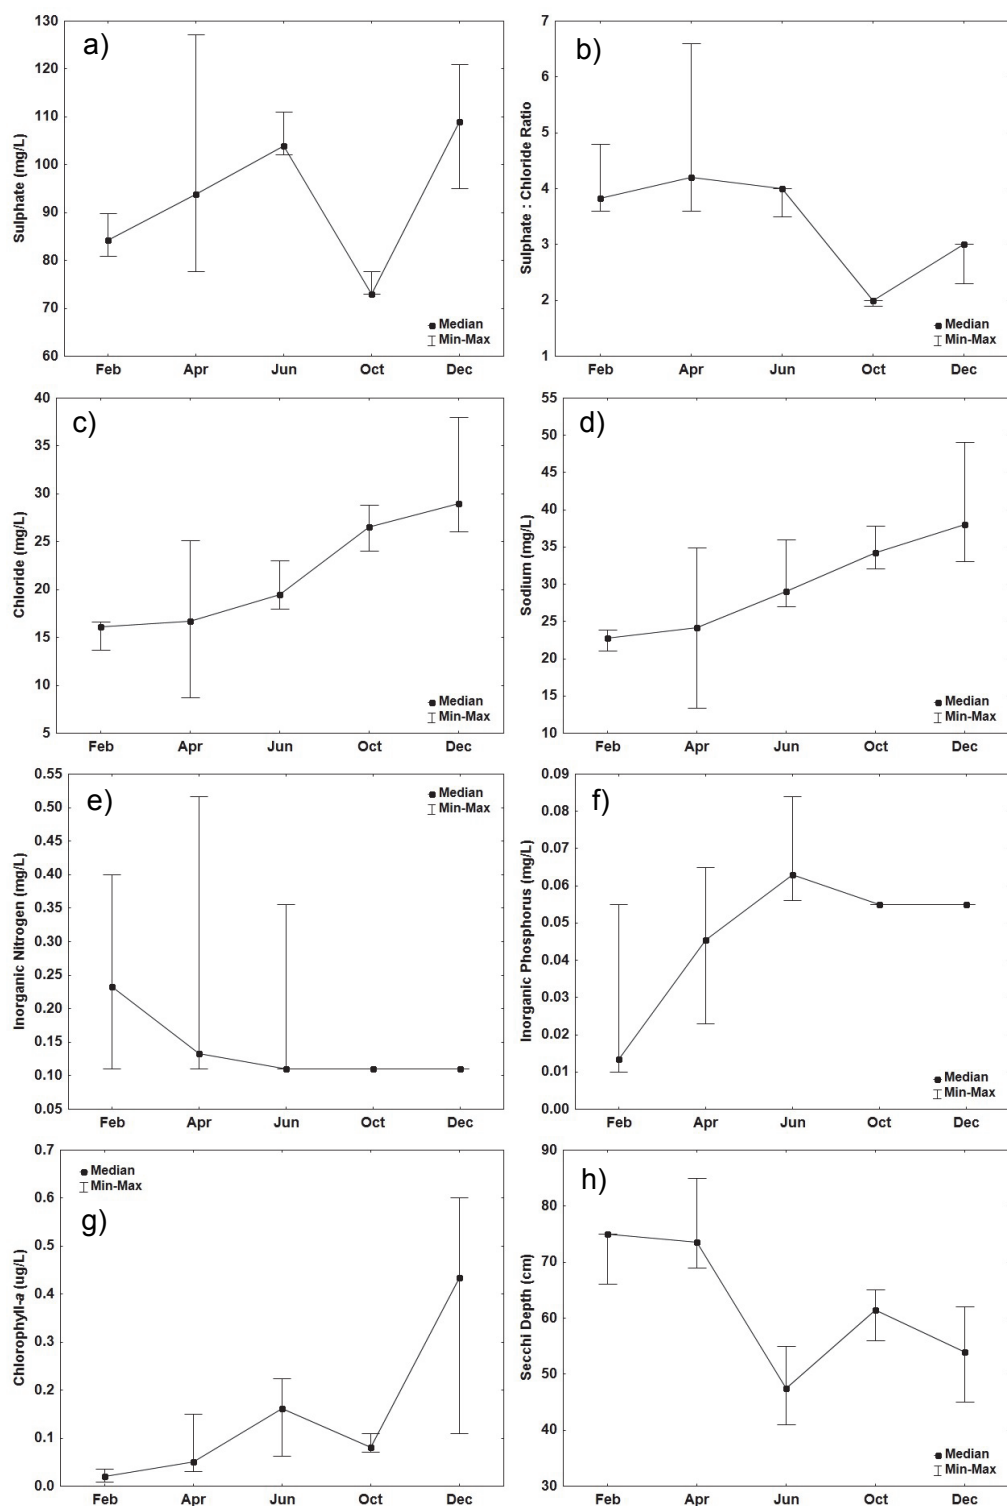 a)
Sulphate (mg/L)
130
120
110
100
90
80
70
60
Median
Min-Max
Feb Apr Jun Oct Dec
b)
Sulphate : Chloride Ratio
7
6
5
4
3
2
1
Median
Min-Max
Feb Apr Jun Oct Dec
c)
Chloride (mg/L)
40
35
30
25
20
15
10
5
Median
Min-Max
Feb Apr Jun Oct Dec
d)
Sodium (mg/L)
55
50
45
40
35
30
25
20
15
10
Median
Min-Max
Feb Apr Jun Oct Dec
e)
Inorganic Nitrogen (mg/L)
0.55
0.50
0.45
0.40
0.35
0.30
0.25
0.20
0.15
0.10
0.05
Median
Min-Max
Feb Apr Jun Oct Dec
f)
Inorganic Phosphorus (mg/L)
0.09
0.08
0.07
0.06
0.05
0.04
0.03
0.02
0.01
0.00
Median
Min-Max
Feb Apr Jun Oct Dec
g)
Chlorophyll-a (ug/L)
0.7
0.6
0.5
0.4
0.3
0.2
0.1
0.0
Median
Min-Max
Feb Apr Jun Oct Dec
h)
Secchi Depth (cm)
90
80
70
60
50
40
30
Median
Min-Max
Feb Apr Jun Oct Dec